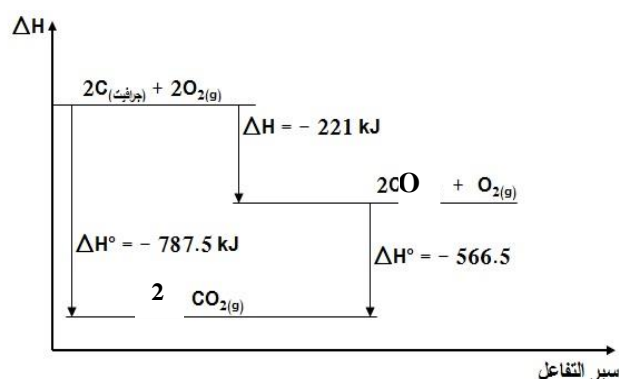 ΔH
2C(جرافيت) + 2O2(g)
ΔH = − 221 kJ
2CO + O2(g)
ΔH° = − 787.5 kJ
ΔH° = − 566.5
2 CO2(g)
سير التفاعل